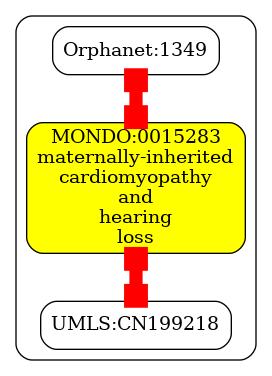 Orphanet:1349
MONDO:0015283
maternally-inherited
cardiomyopathy
and
hearing
loss
UMLS:CN199218